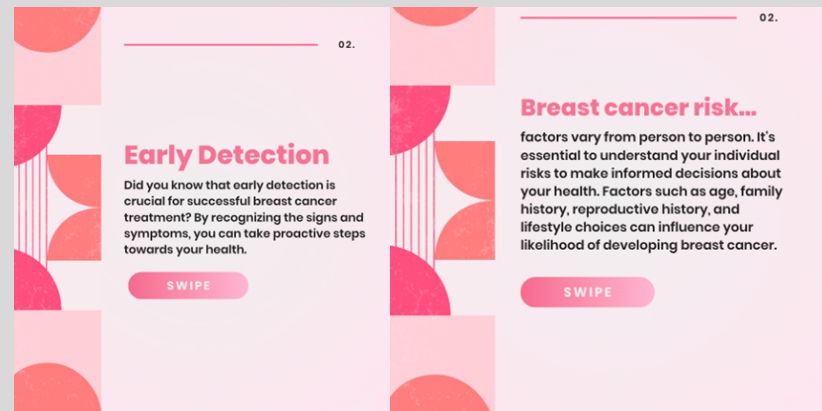 02.
Early Detection
Did you know that early detection is
crucial for successful breast cancer
treatment? By recognizing the signs and
symptoms, you can take proactive steps
towards your health.
SWIPE
02.
Breast cancer risk...
factors vary from person to person. It's
essential to understand your individual
risks to make informed decisions about
your health. Factors such as age, family
history, reproductive history, and
lifestyle choices can influence your
likelihood of developing breast cancer.
SWIPE